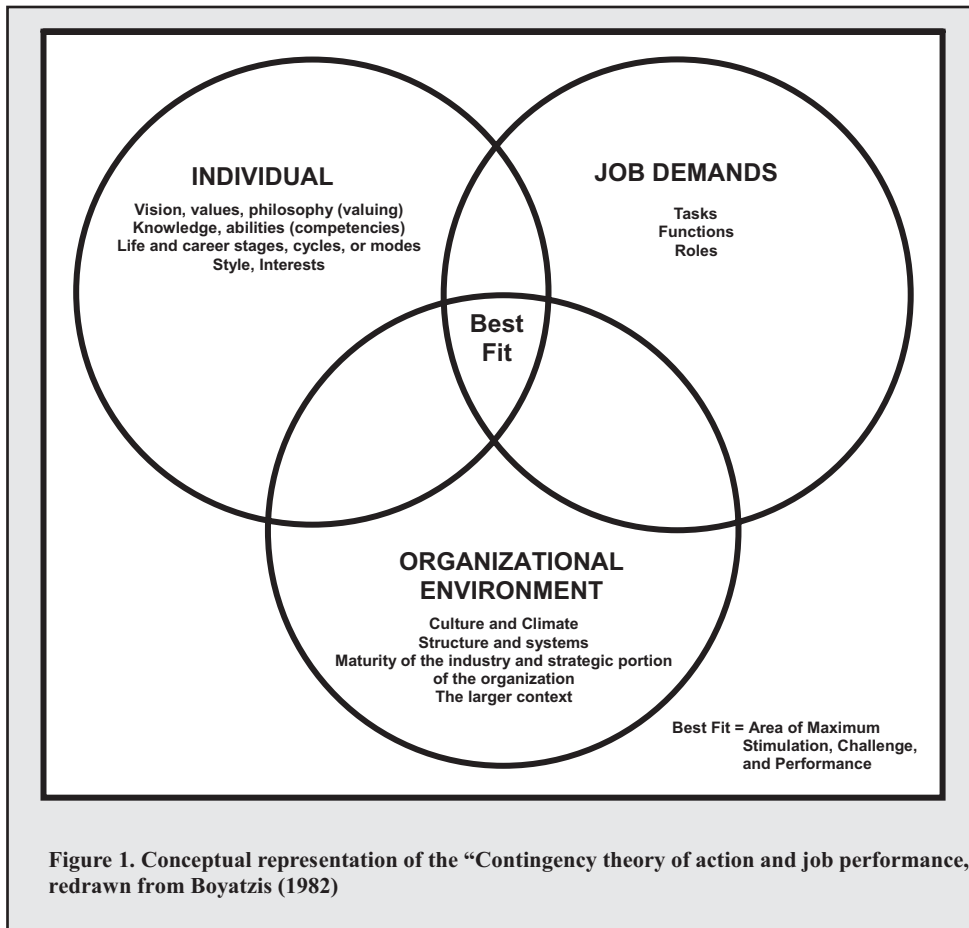 INDIVIDUAL
Vision, values, philosophy (valuing)
Knowledge, abilities (competencies)
Life and career stages, cycles, or modes
Style, Interests
JOB DEMANDS
Tasks
Functions
Roles
Best
Fit
ORGANIZATIONAL
ENVIRONMENT
Culture and Climate
Structure and systems
Maturity of the industry and strategic portion
of the organization
The larger context
Best Fit = Area of Maximum
Stimulation, Challenge,
and Performance
Figure 1. Conceptual representation of the “Contingency theory of action and job performance,
redrawn from Boyatzis (1982)